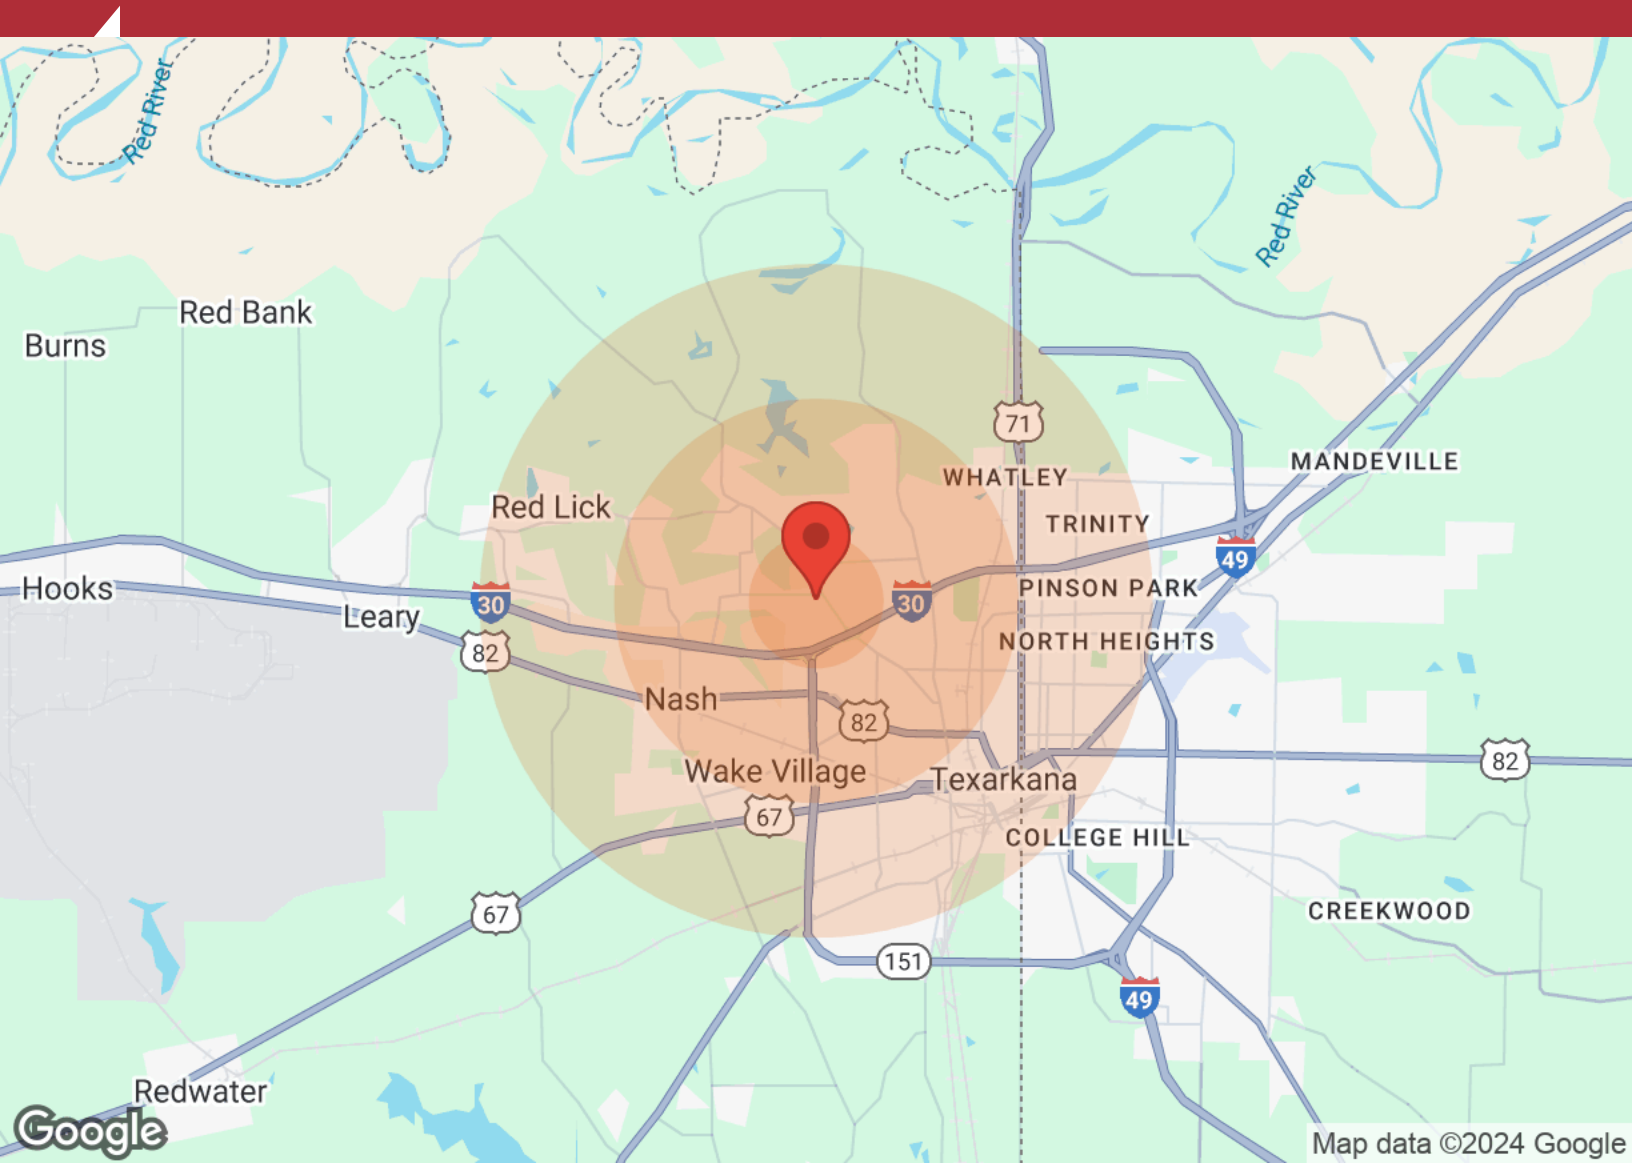 Red River
Red River
Red Bank
Burns
71
WHATLEY
MANDEVILLE
Red Lick
TRINITY
49
Hooks
30
30
PINSON PARK
Leary
82
NORTH HEIGHTS
Nash
82
82
Wake Village
Texarkana
67
COLLEGE HILL
67
CREEKWOOD
151
49
Redwater
Google
Map data ©2024 Google